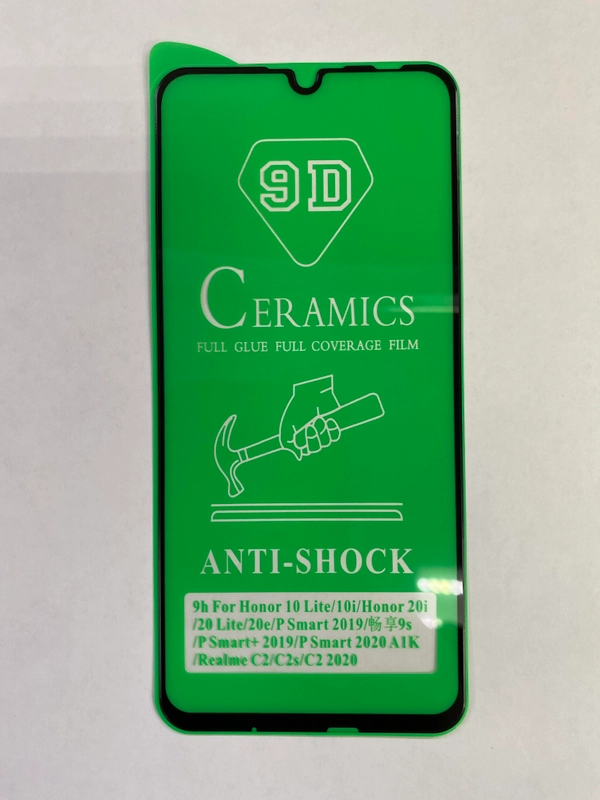 9D
CERAMICS
FULL GLUE FULL COVERAGE FILM
ANTI-SHOCK
9h For Honor 10 Lite/10i/Honor 20i
/20 Lite/20e/P Smart 2019/畅享9s
/P Smart+ 2019/P Smart 2020 A1K
/Realme C2/C2s/C2 2020